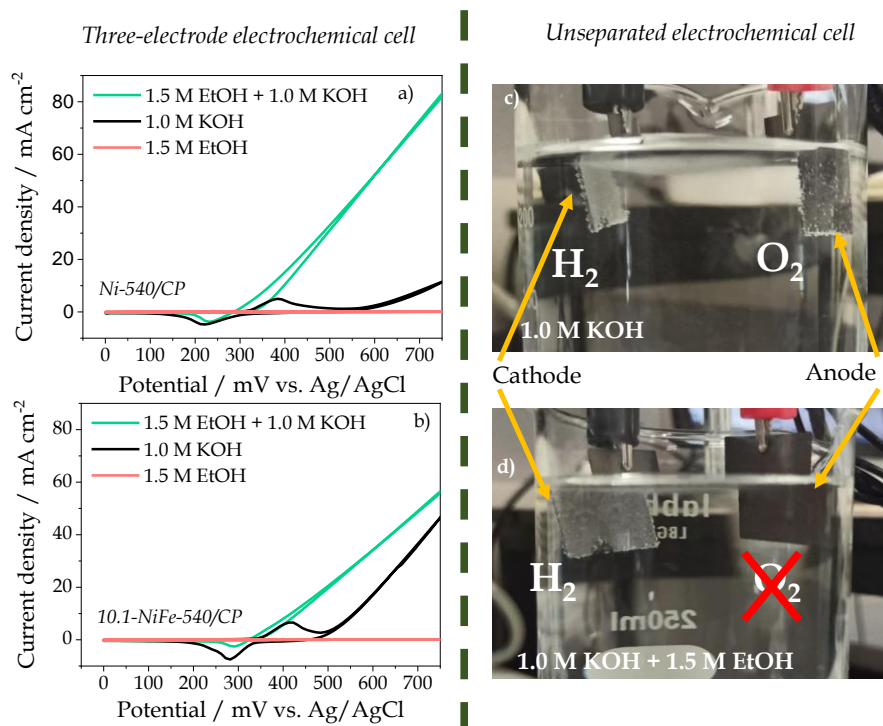 Three-electrode electrochemical cell
Unseparated electrochemical cell
a)
1.5 M EtOH + 1.0 M KOH
1.0 M KOH
1.5 M EtOH
Ni-540/CP
80
60
40
20
0
0 100 200 300 400 500 600 700
Current density / mA cm⁻²
Potential / mV vs. Ag/AgCl
b)
1.5 M EtOH + 1.0 M KOH
1.0 M KOH
1.5 M EtOH
10.1-NiFe-540/CP
80
60
40
20
0
0 100 200 300 400 500 600 700
Current density / mA cm⁻²
Potential / mV vs. Ag/AgCl
c)
H₂
O₂
1.0 M KOH
Cathode
Anode
d)
LBG
H₂
O₂
250ml
1.0 M KOH + 1.5 M EtOH